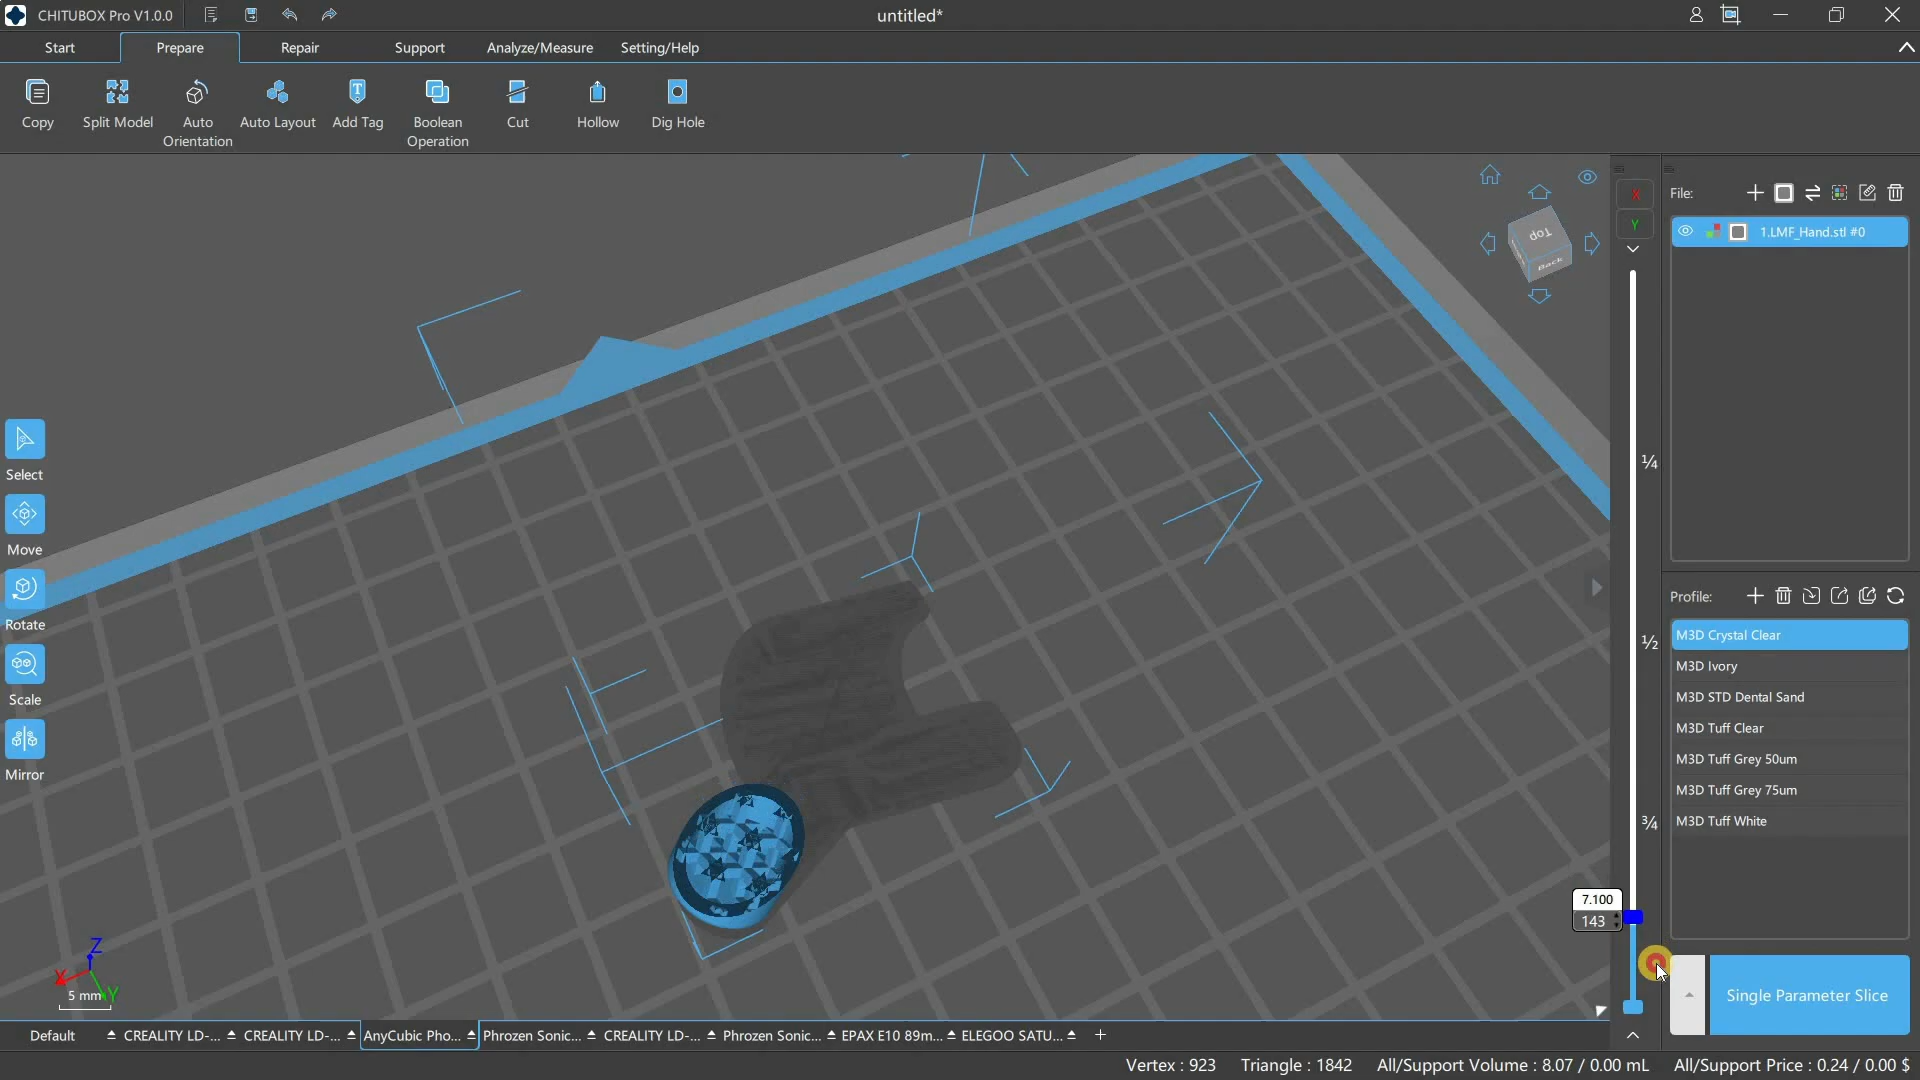 CHITUBOX Pro V1.0.0
untitled*
Start
Prepare
Repair
Support
Analyze/Measure
Setting/Help
Copy
Split Model
Auto Orientation
Auto Layout
Add Tag
Boolean Operation
Cut
Hollow
Dig Hole
Top
Back
X
Y
File:
1.LMF_Hand.stl #0
Select
Move
Rotate
Scale
Mirror
1/4
1/2
3/4
7.100
143
Profile:
M3D Crystal Clear
M3D Ivory
M3D STD Dental Sand
M3D Tuff Clear
M3D Tuff Grey 50um
M3D Tuff Grey 75um
M3D Tuff White
Single Parameter Slice
Z
X
Y
5 mm
Default
CREALITY LD-...
CREALITY LD-...
AnyCubic Pho...
Phrozen Sonic...
CREALITY LD-...
Phrozen Sonic...
EPAX E10 89m...
ELEGOO SATU...
Vertex : 923
Triangle : 1842
All/Support Volume : 8.07 / 0.00 mL
All/Support Price : 0.24 / 0.00 $